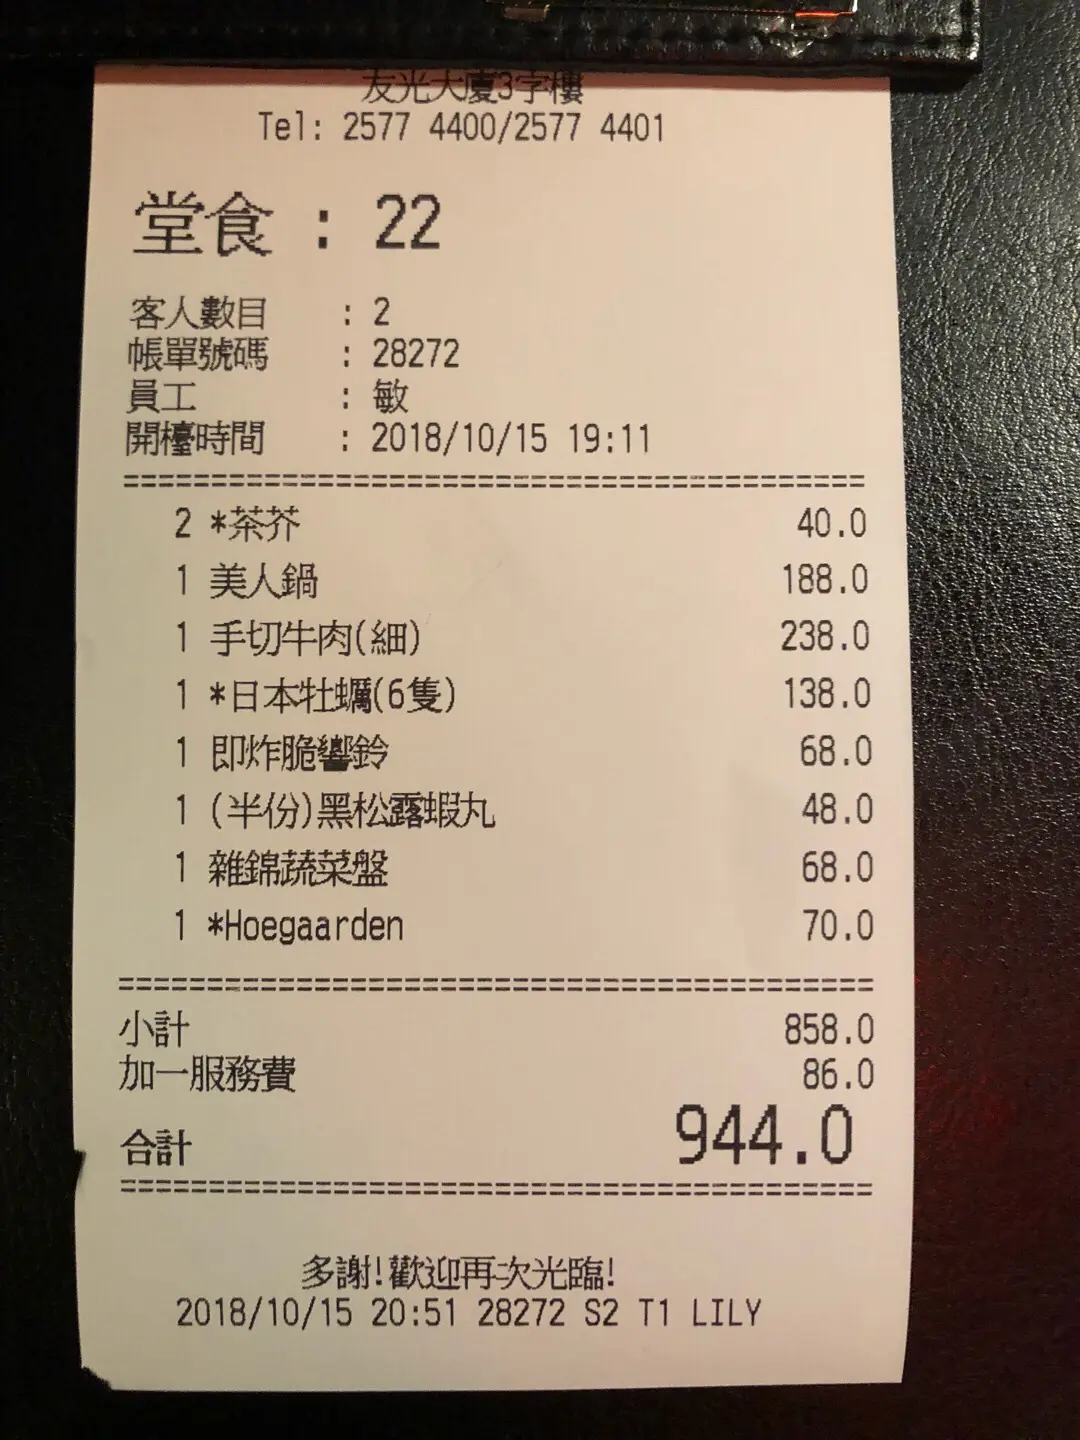 友光大廈3字樓
Tel: 2577 4400/2577 4401
堂食 : 22
客人數目 : 2
帳單號碼 : 28272
員工 : 敏
開檯時間 : 2018/10/15 19:11
2 *茶芥 40.0
1 美人鍋 188.0
1 手切牛肉(細) 238.0
1 *日本牡蠣(6隻) 138.0
1 即炸脆響鈴 68.0
1 (半份)黑松露蝦丸 48.0
1 雜錦蔬菜盤 68.0
1 *Hoegaarden 70.0
小計 858.0
加一服務費 86.0
合計 944.0
多謝!歡迎再次光臨!
2018/10/15 20:51 28272 S2 T1 LILY